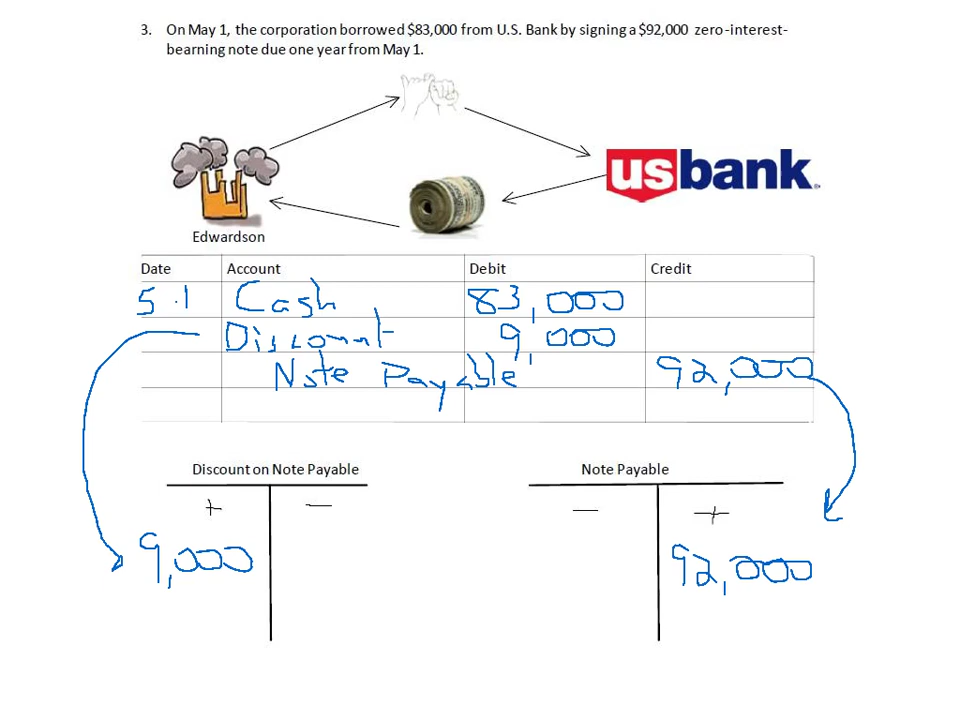 3. On May 1, the corporation borrowed $83,000 from U.S. Bank by signing a $92,000 zero-interest-
bearning note due one year from May 1.
usbank.
Edwardson
Date Account Debit Credit
5.1 Cash 83,000
Discount 9,000
Note Payable 92,000
Discount on Note Payable Note Payable
+ — — +
9,000 92,000